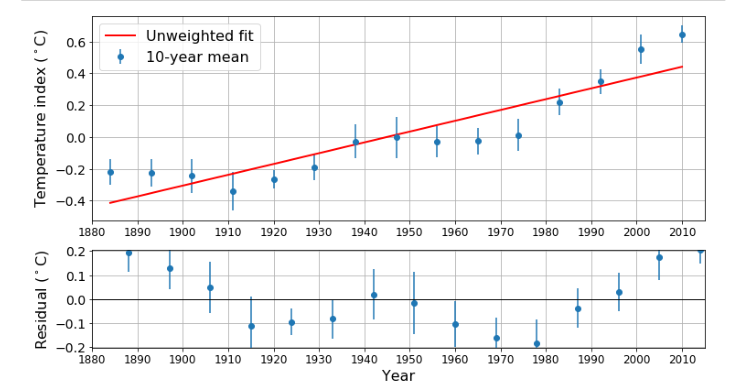 Temperature index (°C)
Unweighted fit
10-year mean
0.6
0.4
0.2
0.0
−0.2
−0.4
1880 1890 1900 1910 1920 1930 1940 1950 1960 1970 1980 1990 2000 2010
Residual (°C)
0.2
0.1
0.0
−0.1
−0.2
1880 1890 1900 1910 1920 1930 1940 1950 1960 1970 1980 1990 2000 2010
Year